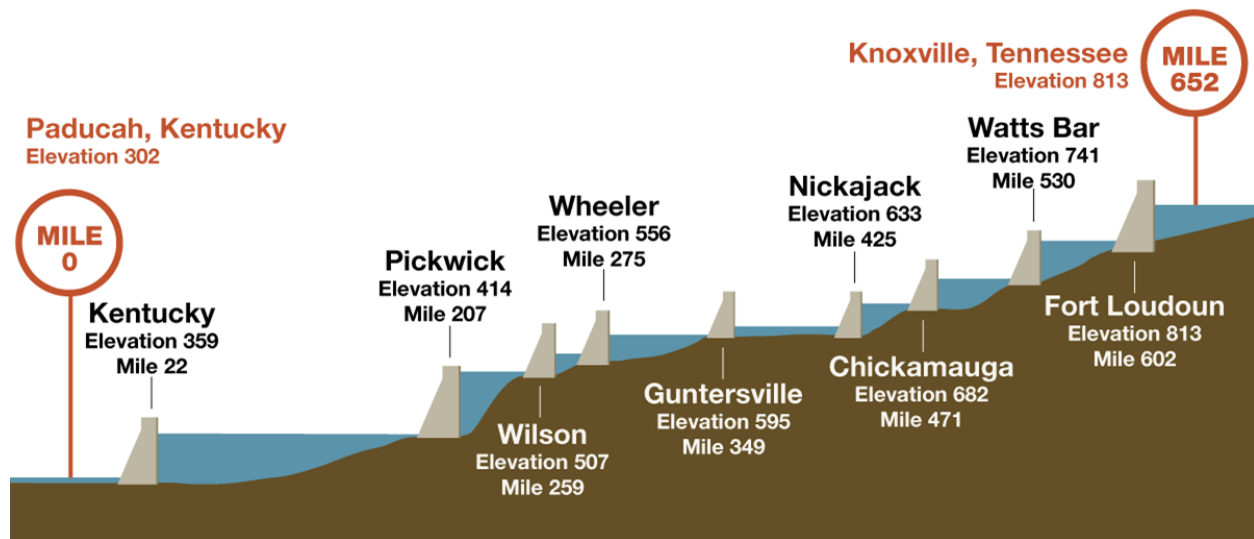 Paducah, Kentucky
Elevation 302
MILE
0
Kentucky
Elevation 359
Mile 22
Pickwick
Elevation 414
Mile 207
Wilson
Elevation 507
Mile 259
Wheeler
Elevation 556
Mile 275
Guntersville
Elevation 595
Mile 349
Nickajack
Elevation 633
Mile 425
Chickamauga
Elevation 682
Mile 471
Watts Bar
Elevation 741
Mile 530
Fort Loudoun
Elevation 813
Mile 602
Knoxville, Tennessee
Elevation 813
MILE
652